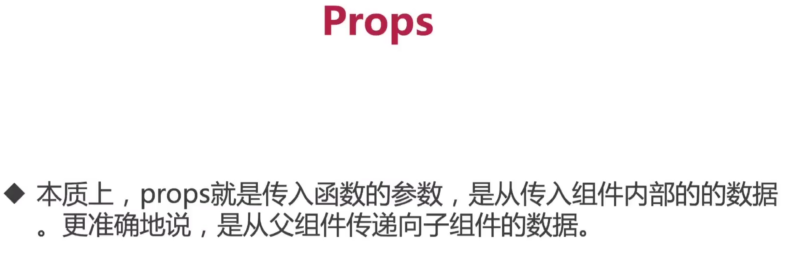 Props
◆ 本质上，props就是传入函数的参数，是从传入组件内部的的数据
。更准确地说，是从父组件传递向子组件的数据。